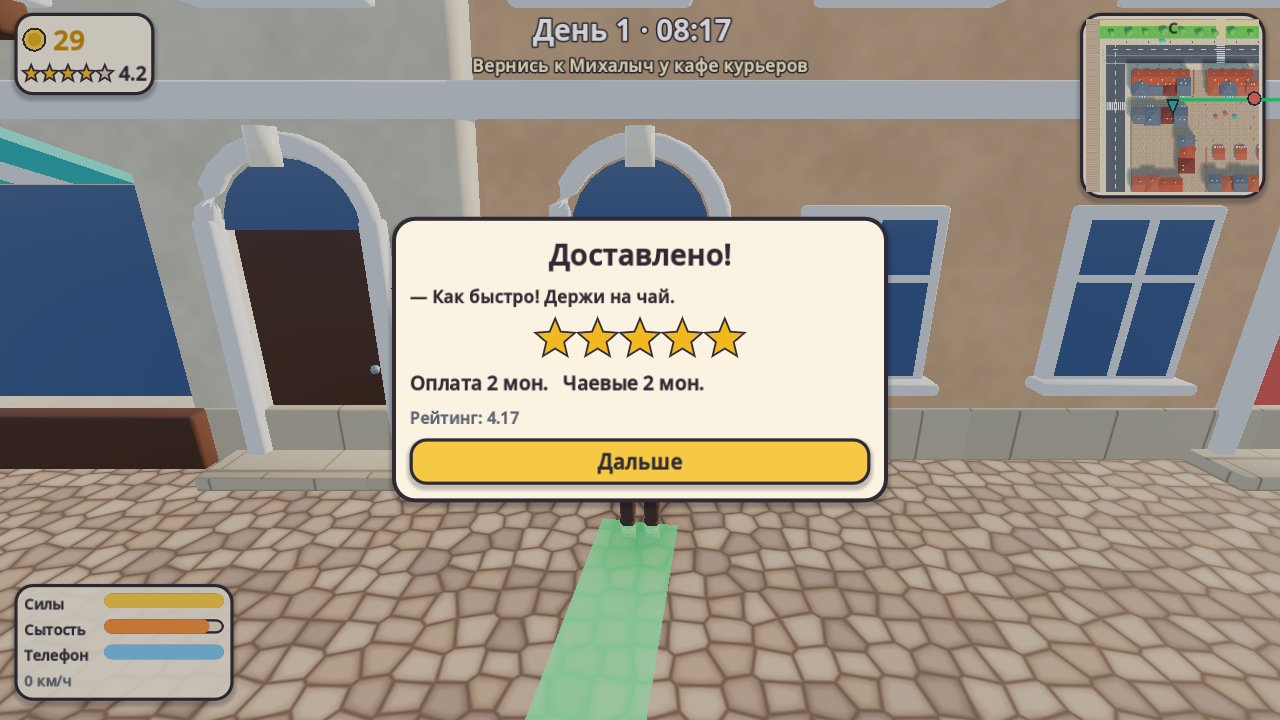 29
4.2
День 1 · 08:17
Вернись к Михалыч у кафе курьеров
С
Доставлено!
— Как быстро! Держи на чай.
Оплата 2 мон. Чаевые 2 мон.
Рейтинг: 4.17
Дальше
Силы
Сытость
Телефон
0 км/ч